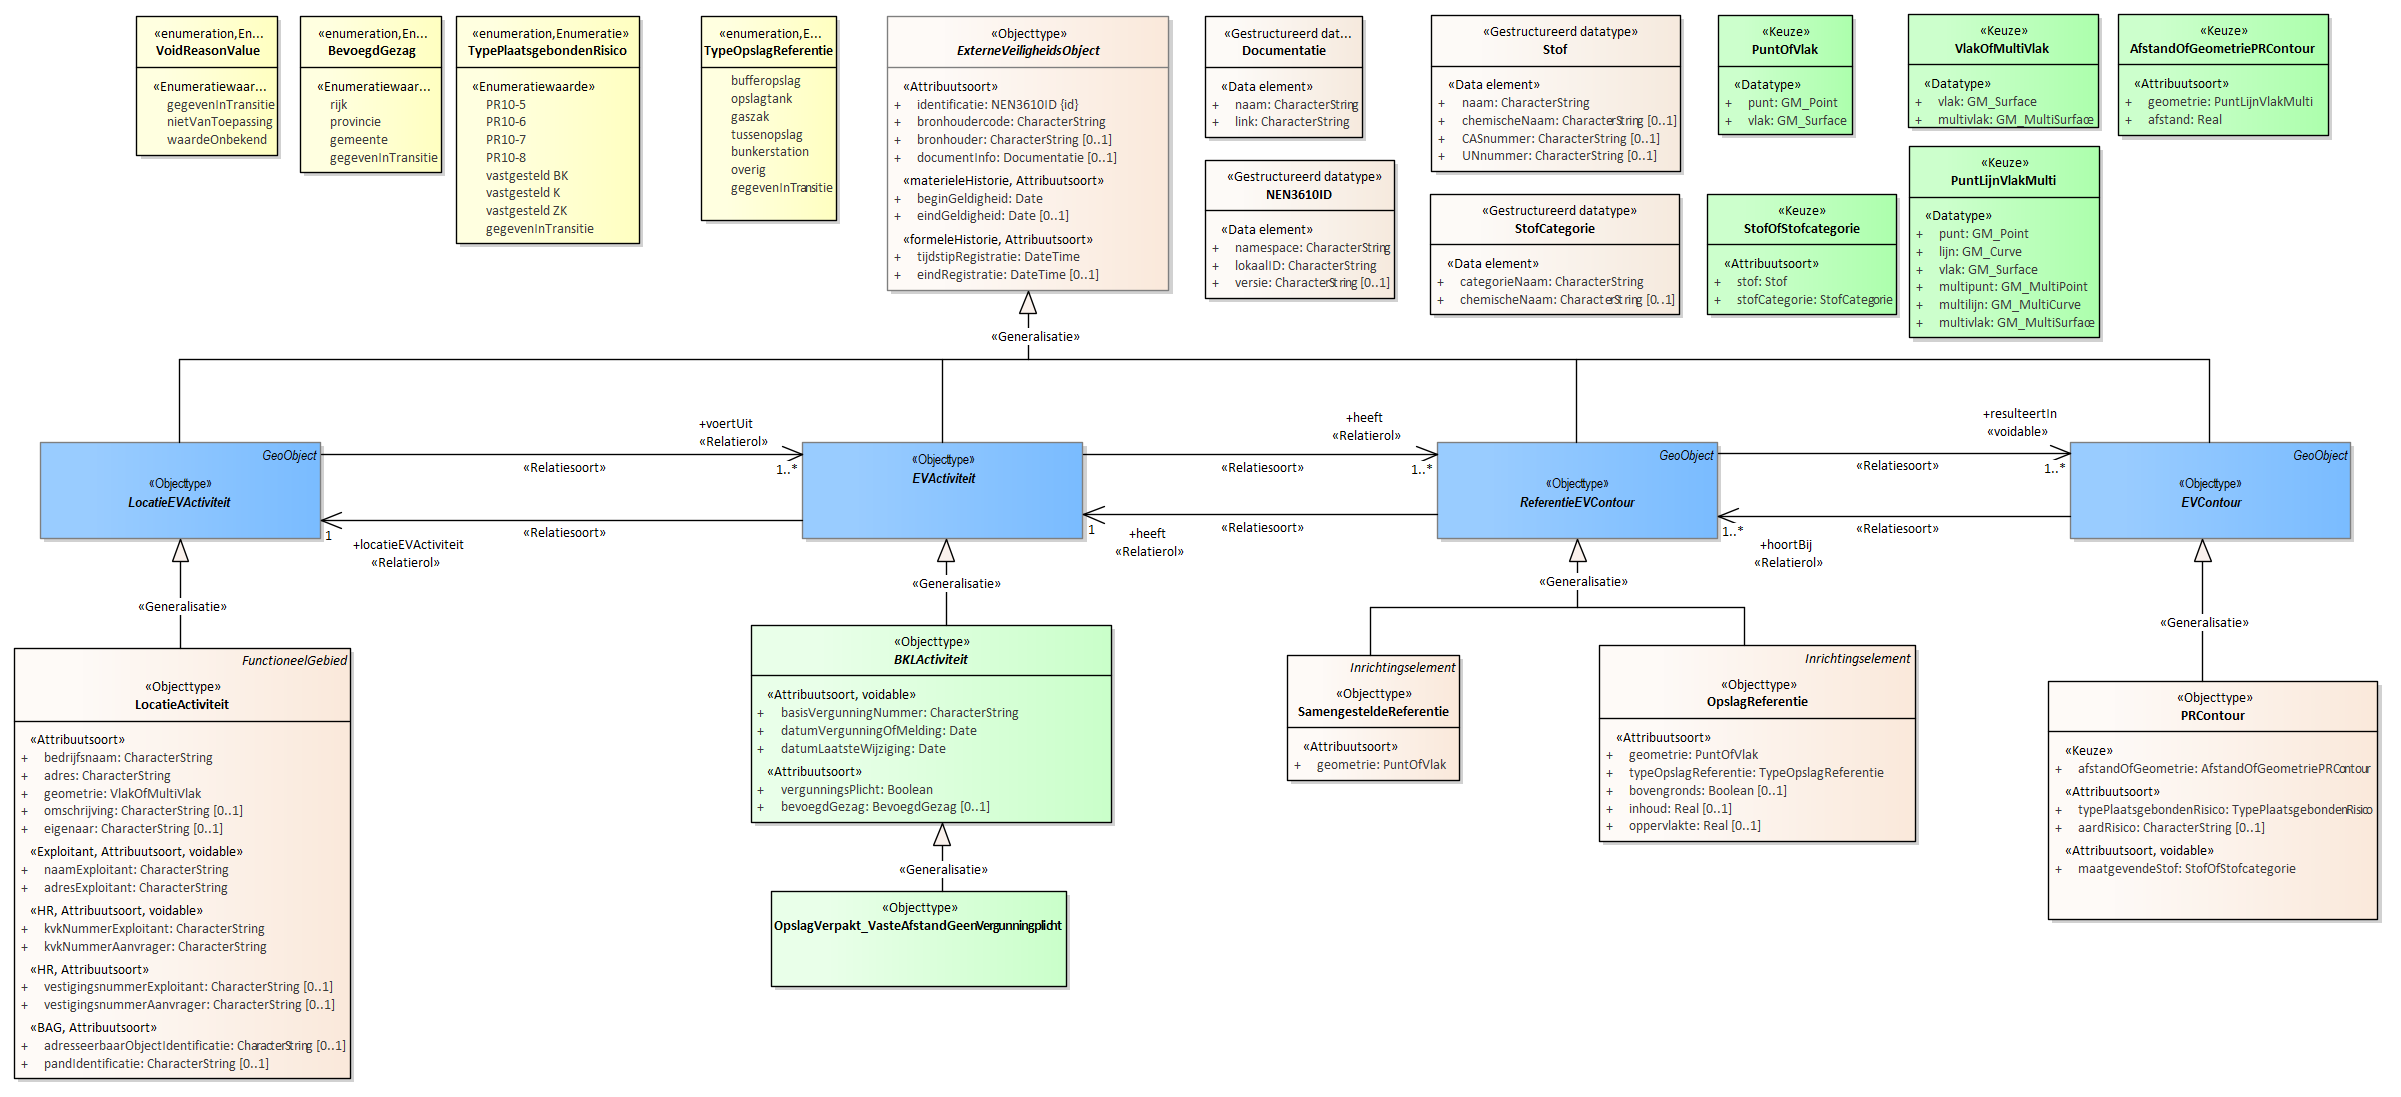 «enumeration,En...
VoidReasonValue
«Enumeratiewaar...
gegevenInTransitie
nietVanToepassing
waardeOnbekend
«enumeration,En...
BevoegdGezag
«Enumeratiewaar...
rijk
provincie
gemeente
gegevenInTransitie
«enumeration,Enumeratie»
TypePlaatsgebondenRisico
«Enumeratiewaarde»
PR10-5
PR10-6
PR10-7
PR10-8
vastgesteld BK
vastgesteld K
vastgesteld ZK
gegevenInTransitie
«enumeration,E...
TypeOpslagReferentie
bufferopslag
opslagtank
gaszak
tussenopslag
bunkerstation
overig
gegevenInTransitie
«Objecttype»
ExterneVeiligheidsObject
«Attribuutsoort»
+ identificatie: NEN3610ID {id}
+ bronhoudercode: CharacterString
+ bronhouder: CharacterString [0..1]
+ documentInfo: Documentatie [0..1]
«materieleHistorie, Attribuutsoort»
+ beginGeldigheid: Date
+ eindGeldigheid: Date [0..1]
«formeleHistorie, Attribuutsoort»
+ tijdstipRegistratie: DateTime
+ eindRegistratie: DateTime [0..1]
«Gestructureerd dat...
Documentatie
«Data element»
+ naam: CharacterString
+ link: CharacterString
«Gestructureerd datatype»
NEN3610ID
«Data element»
+ namespace: CharacterString
+ lokaalID: CharacterString
+ versie: CharacterString [0..1]
«Gestructureerd datatype»
Stof
«Data element»
+ naam: CharacterString
+ chemischeNaam: CharacterString [0..1]
+ CASnummer: CharacterString [0..1]
+ UNnummer: CharacterString [0..1]
«Gestructureerd datatype»
StofCategorie
«Data element»
+ categorieNaam: CharacterString
+ chemischeNaam: CharacterString [0..1]
«Keuze»
PuntOfVlak
«Datatype»
+ punt: GM_Point
+ vlak: GM_Surface
«Keuze»
StofOfStofcategorie
«Attribuutsoort»
+ stof: Stof
+ stofCategorie: StofCategorie
«Keuze»
VlakOfMultiVlak
«Datatype»
+ vlak: GM_Surface
+ multivlak: GM_MultiSurface
«Keuze»
PuntLijnVlakMulti
«Datatype»
+ punt: GM_Point
+ lijn: GM_Curve
+ vlak: GM_Surface
+ multipunt: GM_MultiPoint
+ multilijn: GM_MultiCurve
+ multivlak: GM_MultiSurface
«Keuze»
AfstandOfGeometriePRContour
«Attribuutsoort»
+ geometrie: PuntLijnVlakMulti
+ afstand: Real
«Generalisatie»
GeoObject
«Objecttype»
LocatieEVActiviteit
+voertUit
«Relatierol»
1..*
«Relatiesoort»
«Relatiesoort»
1
+locatieEVActiviteit
«Relatierol»
«Objecttype»
EVActiviteit
+heeft
«Relatierol»
1..*
«Relatiesoort»
«Relatiesoort»
1
+heeft
«Relatierol»
GeoObject
«Objecttype»
ReferentieEVContour
+resulteertIn
«voidable»
1..*
«Relatiesoort»
«Relatiesoort»
1..*
+hoortBij
«Relatierol»
GeoObject
«Objecttype»
EVContour
«Generalisatie»
«Generalisatie»
«Generalisatie»
«Generalisatie»
FunctioneelGebied
«Objecttype»
LocatieActiviteit
«Attribuutsoort»
+ bedrijfsnaam: CharacterString
+ adres: CharacterString
+ geometrie: VlakOfMultiVlak
+ omschrijving: CharacterString [0..1]
+ eigenaar: CharacterString [0..1]
«Exploitant, Attribuutsoort, voidable»
+ naamExploitant: CharacterString
+ adresExploitant: CharacterString
«HR, Attribuutsoort, voidable»
+ kvkNummerExploitant: CharacterString
+ kvkNummerAanvrager: CharacterString
«HR, Attribuutsoort»
+ vestigingsnummerExploitant: CharacterString [0..1]
+ vestigingsnummerAanvrager: CharacterString [0..1]
«BAG, Attribuutsoort»
+ adresseerbaarObjectIdentificatie: CharacterString [0..1]
+ pandIdentificatie: CharacterString [0..1]
«Objecttype»
BKLActiviteit
«Attribuutsoort, voidable»
+ basisVergunningNummer: CharacterString
+ datumVergunningOfMelding: Date
+ datumLaatsteWijziging: Date
«Attribuutsoort»
+ vergunningsPlicht: Boolean
+ bevoegdGezag: BevoegdGezag [0..1]
«Generalisatie»
«Objecttype»
OpslagVerpakt_VasteAfstandGeenVergunningplicht
Inrichtingselement
«Objecttype»
SamengesteldeReferentie
«Attribuutsoort»
+ geometrie: PuntOfVlak
Inrichtingselement
«Objecttype»
OpslagReferentie
«Attribuutsoort»
+ geometrie: PuntOfVlak
+ typeOpslagReferentie: TypeOpslagReferentie
+ bovengronds: Boolean [0..1]
+ inhoud: Real [0..1]
+ oppervlakte: Real [0..1]
«Objecttype»
PRContour
«Keuze»
+ afstandOfGeometrie: AfstandOfGeometriePRContour
«Attribuutsoort»
+ typePlaatsgebondenRisico: TypePlaatsgebondenRisico
+ aardRisico: CharacterString [0..1]
«Attribuutsoort, voidable»
+ maatgevendeStof: StofOfStofcategorie